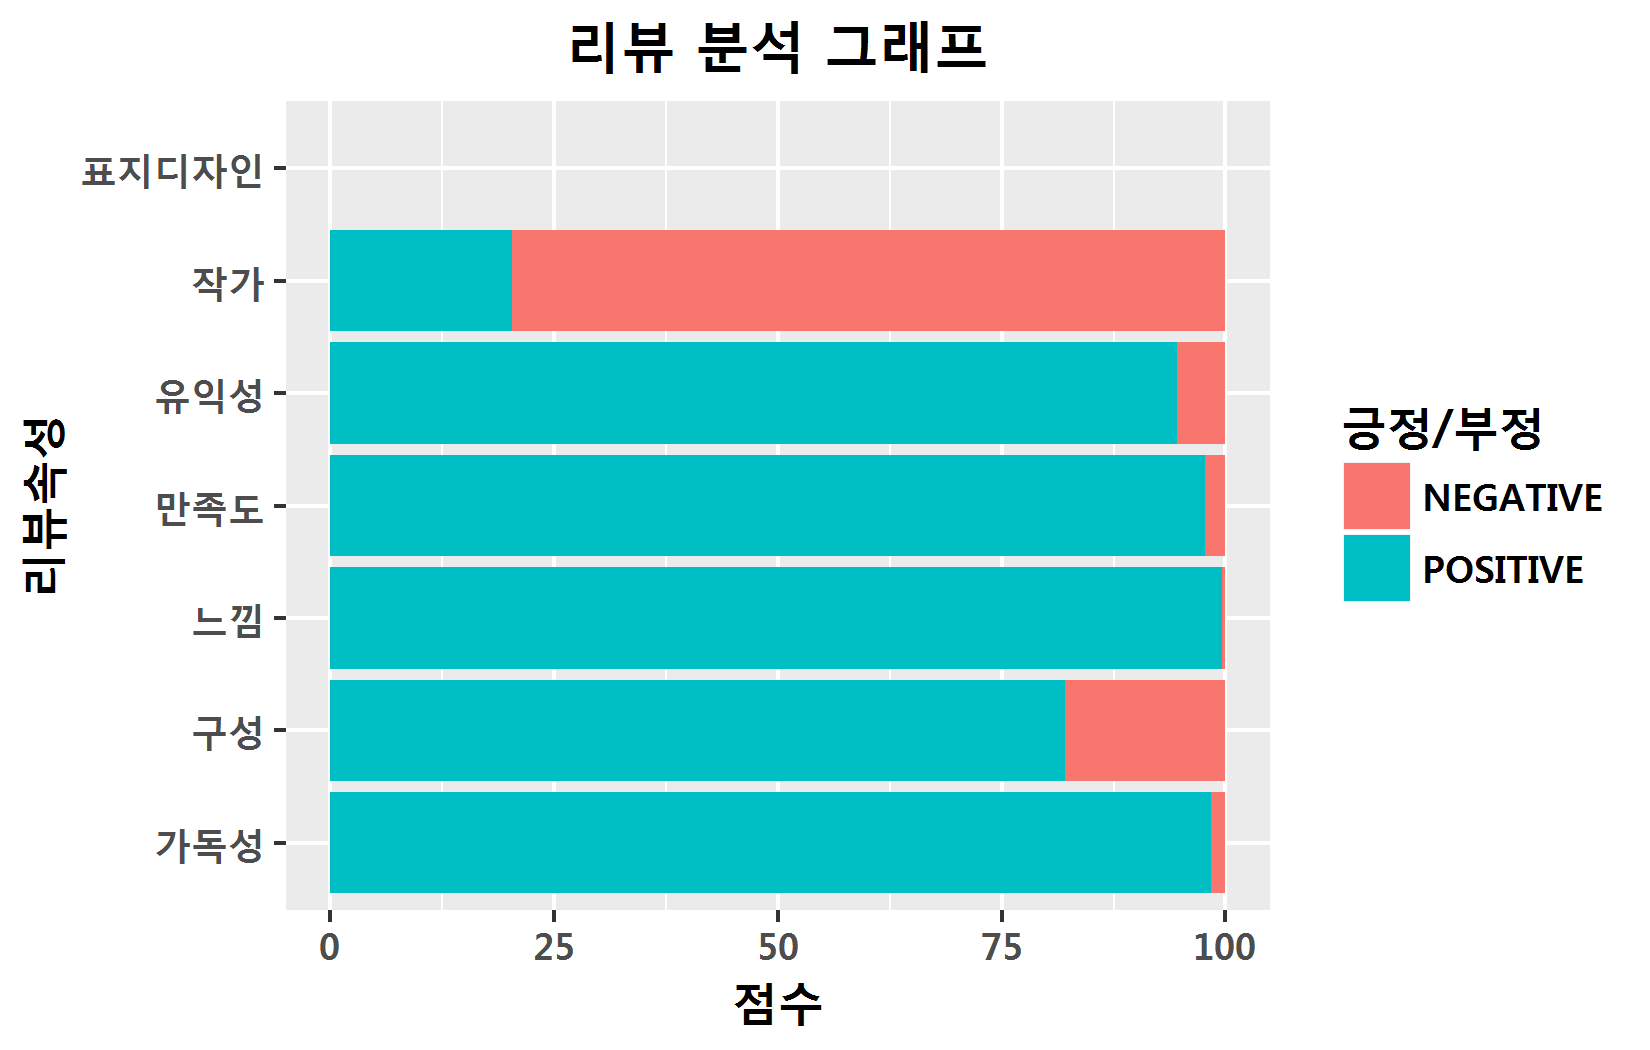 리뷰 분석 그래프
리뷰속성
표지디자인
작가
유익성
만족도
느낌
구성
가독성
0 25 50 75 100
점수
긍정/부정
NEGATIVE
POSITIVE